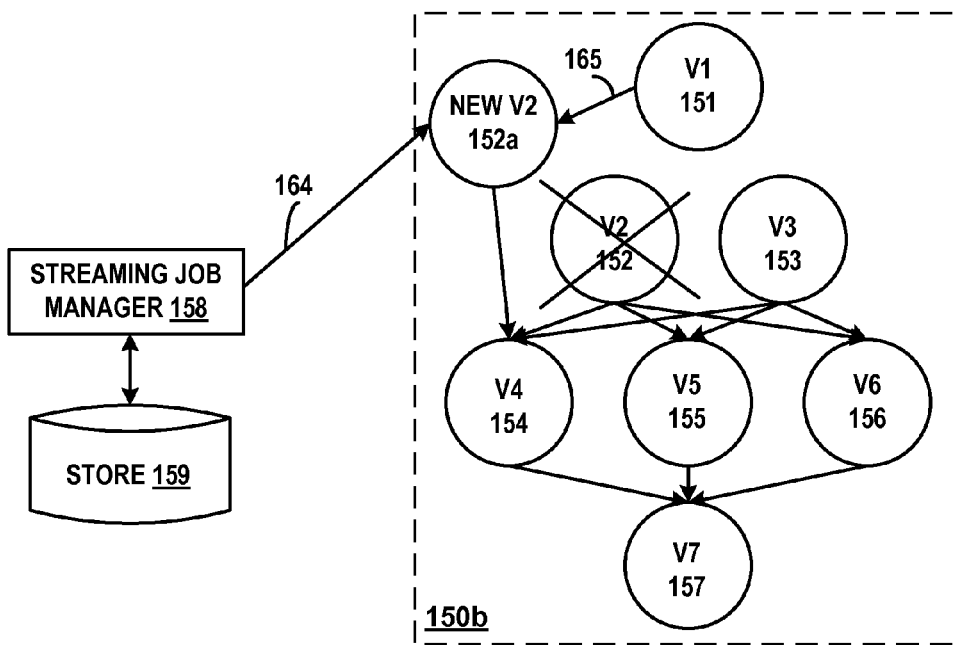 165
V1
151
NEW V2
152a
164
V2
152
V3
153
STREAMING JOB
MANAGER 158
V4
154
V5
155
V6
156
STORE 159
V7
157
150b